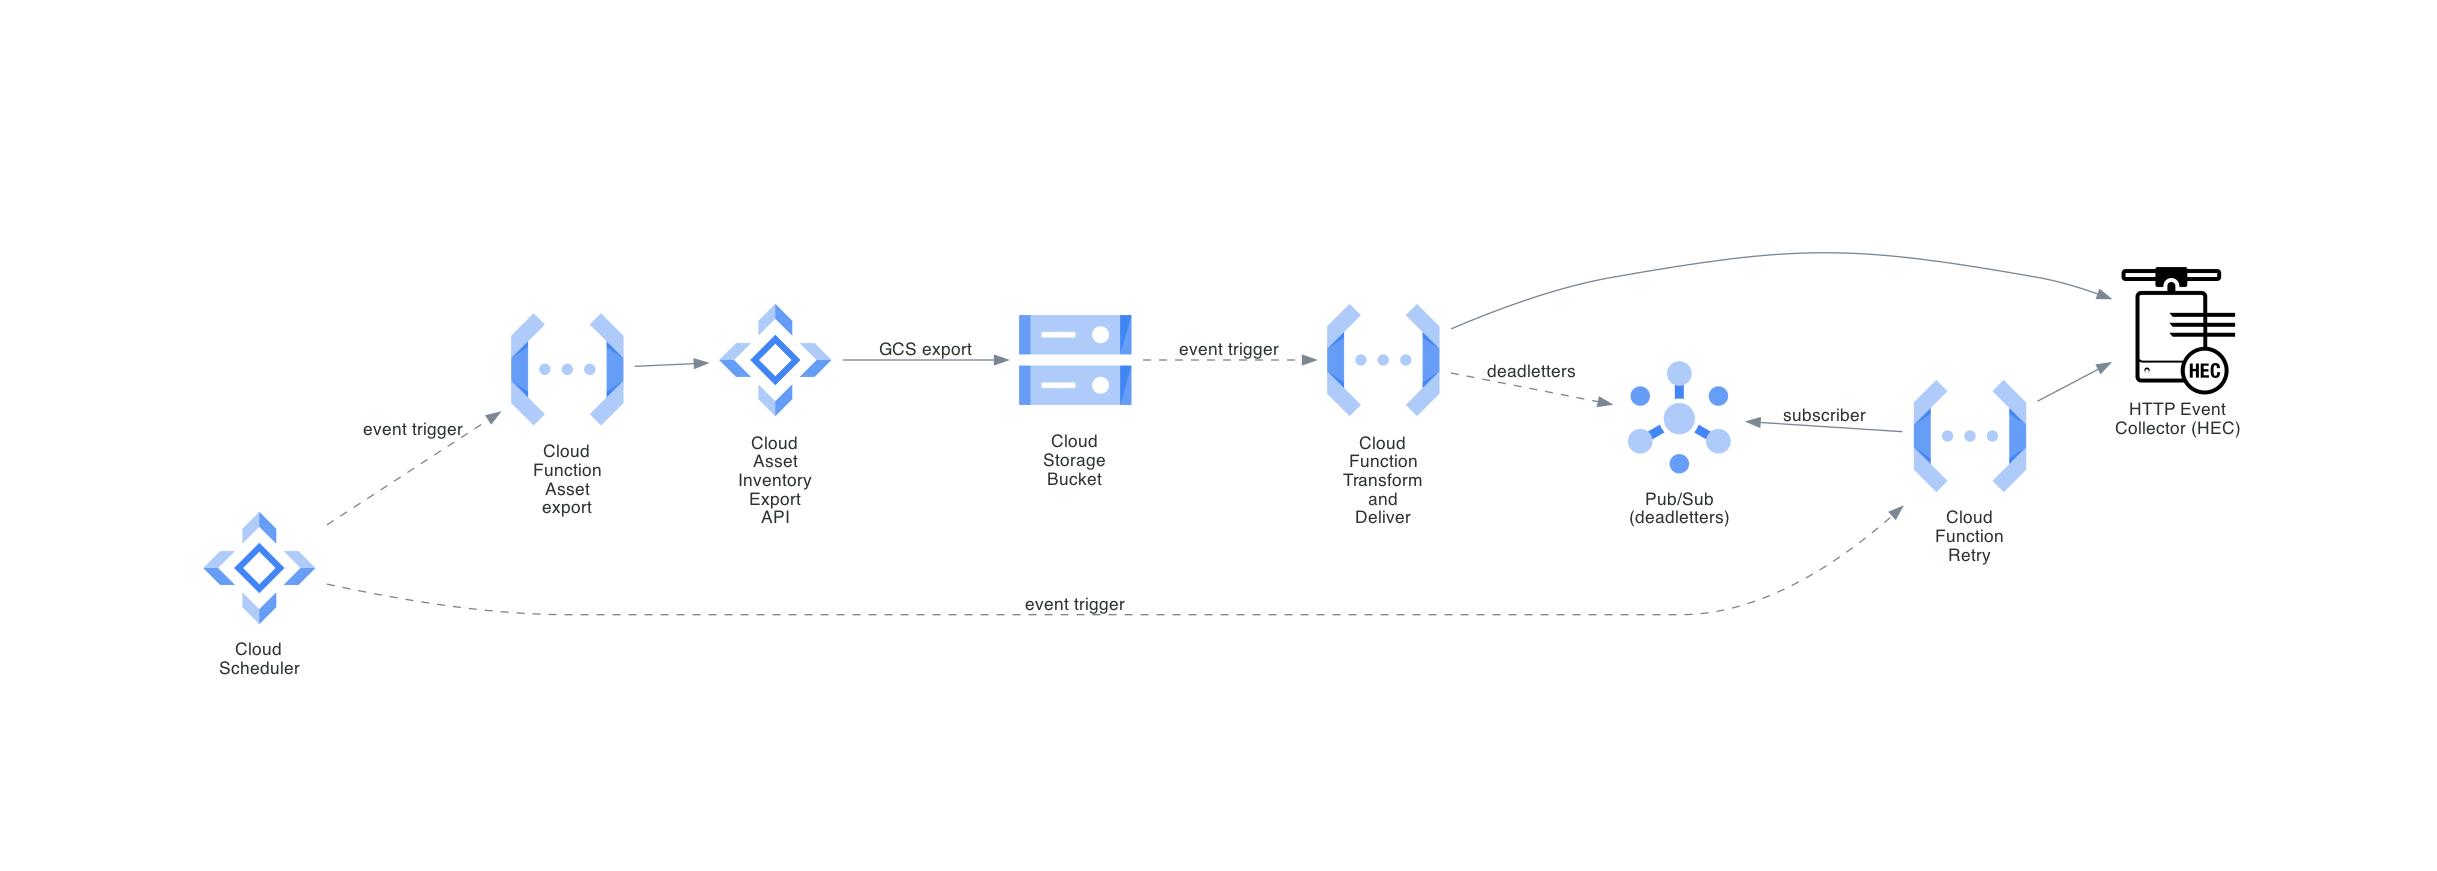 event trigger
Cloud
Function
Asset
export
Cloud
Asset
Inventory
Export
API
GCS export
Cloud
Storage
Bucket
event trigger
Cloud
Function
Transform
and
Deliver
deadletters
Pub/Sub
(deadletters)
subscriber
Cloud
Function
Retry
HEC
HTTP Event
Collector (HEC)
Cloud
Scheduler
event trigger